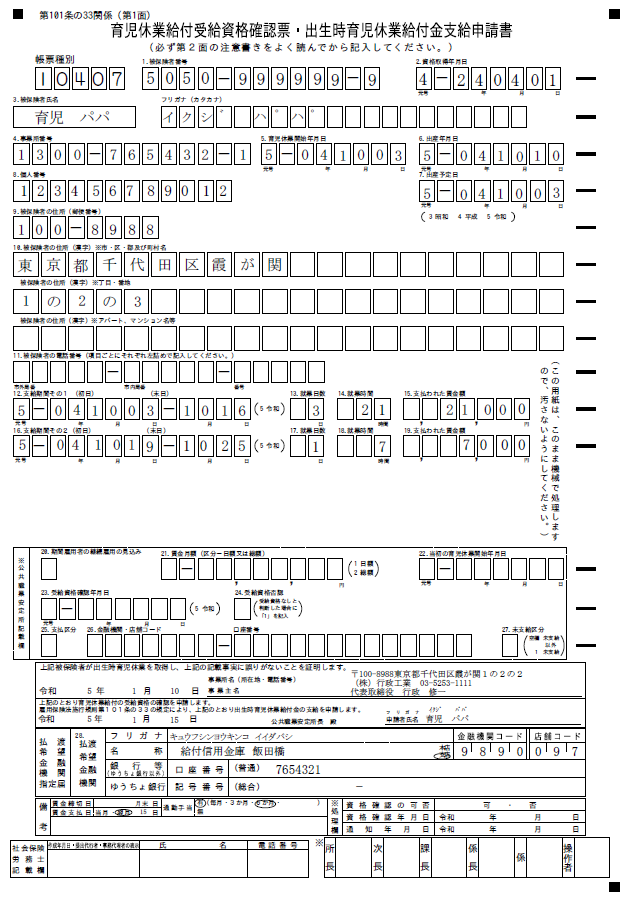 第101条の33関係（第1面）
育児休業給付受給資格確認票・出生時育児休業給付金支給申請書
（必ず第２面の注意書きをよく読んでから記入してください。）
帳票種別
1.被保険者番号
2.資格取得年月日
10407
5050-999999-9
4-240401
元号 年 月 日
3.被保険者氏名 フリガナ（カタカナ）
育児 パパ
イクシ゛ハ゜ハ゜
4.事業所番号 5.育児休業開始年月日 6.出産年月日
1300-765432-1 5-041003 5-041010
元号 年 月 日 元号 年 月 日
8.個人番号 7.出産予定日
123456789012 5-041003
元号 年 月 日
9.被保険者の住所（郵便番号） （3 昭和 4 平成 5 令和）
100-8988
10.被保険者の住所（漢字）※市・区・郡及び町村名
東京都千代田区霞が関
被保険者の住所（漢字）※丁目・番地
1の2の3
被保険者の住所（漢字）※アパート、マンション名等
11.被保険者の電話番号（項目ごとにそれぞれ左詰めで記入してください。）
市外局番 市内局番 番号
（この用紙は、このまま機械で処理しますので、汚さないようにしてください。）
12.支給期間その1（初日） （末日） 13.就業日数 14.就業時間 15.支払われた賃金額
5-041003-1016 （5 令和） 3 21 21000
元号 年 月 日 月 日 日 時間 円
16.支給期間その2（初日） （末日） 17.就業日数 18.就業時間 19.支払われた賃金額
5-041019-1025 （5 令和） 1 7 7000
元号 年 月 日 月 日 日 時間 円
※公共職業安定所記載欄
20.期間雇用者の継続雇用の見込み 21.賃金月額（区分－日額又は総額） 22.当初の育児休業開始年月日
（1 日額 2 総額）
円 元号 年 月 日
23.受給資格確認年月日 24.受給資格否認
（5 令和） （受給資格なしと判断した場合に「1」を記入）
元号 年 月 日
25.支払区分 26.金融機関・店舗コード 口座番号 27.未支給区分
（空欄 未支給以外 1 未支給）
上記被保険者が出生時育児休業を取得し、上記の記載事実に誤りがないことを証明します。
事業所名（所在地・電話番号） 〒100-8988東京都千代田区霞が関１の２の２
（株）行政工業 03-5253-1111
令和 5 年 1 月 10 日 事業主名 代表取締役 行政 修一
上記のとおり育児休業給付の受給資格の確認を申請します。
雇用保険法施行規則第１０１条の３３の規定により、上記のとおり出生時育児休業給付金の支給を申請します。
フリガナ イクジ パパ
令和 5 年 1 月 15 日 公共職業安定所長 殿 申請者氏名 育児 パパ
払渡希望金融機関指定届
28.払渡希望金融機関
フリガナ キュウフシンヨウキンコ イイダバシ 金融機関コード 店舗コード
名称 給付信用金庫 飯田橋 本店 支店 9890 097
銀行等（ゆうちょ銀行以外） 口座番号 （普通） 7654321
ゆうちょ銀行 記号番号 （総合） －
備考
賃金締切日 月末 日 通勤手当 有（毎月・3か月・6か月・ ）
賃金支払日 当月・翌月 15 日 無
※処理欄
資格確認の可否 可 ・ 否
資格確認年月日 令和 年 月 日
通知年月日 令和 年 月 日
社会保険労務士記載欄
作成年月日・提出代行者・事務代理者の表示 氏名 電話番号
※ 所長 次長 課長 係長 係 操作者